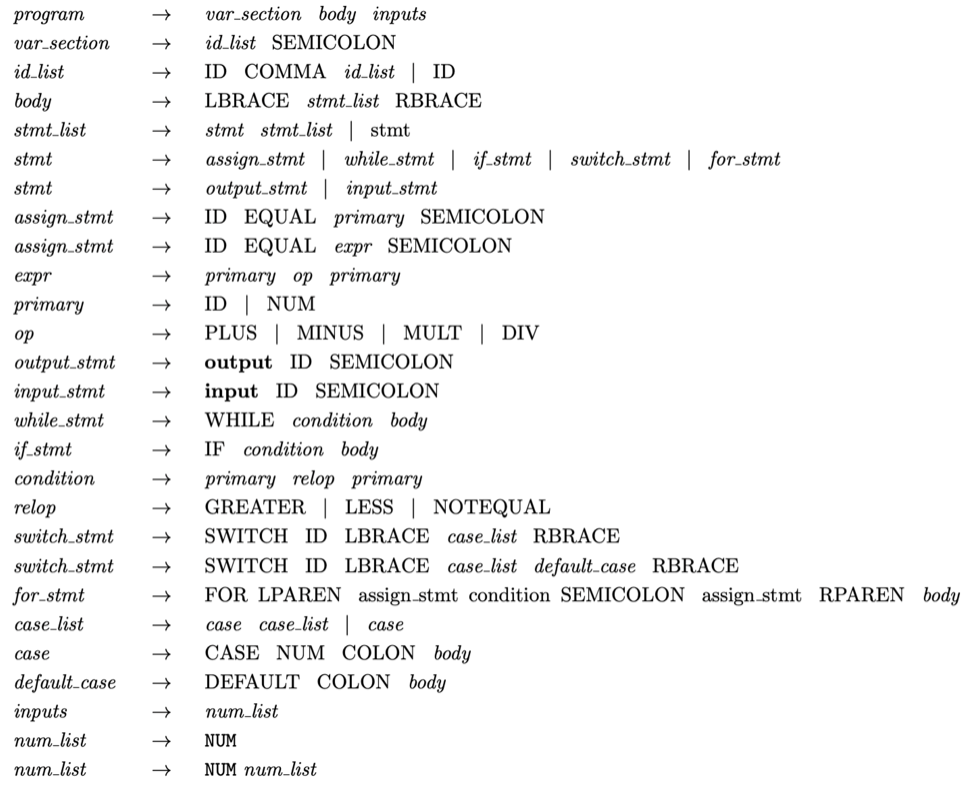 program → var_section body inputs
var_section → id_list SEMICOLON
id_list → ID COMMA id_list | ID
body → LBRACE stmt_list RBRACE
stmt_list → stmt stmt_list | stmt
stmt → assign_stmt | while_stmt | if_stmt | switch_stmt | for_stmt
stmt → output_stmt | input_stmt
assign_stmt → ID EQUAL primary SEMICOLON
assign_stmt → ID EQUAL expr SEMICOLON
expr → primary op primary
primary → ID | NUM
op → PLUS | MINUS | MULT | DIV
output_stmt → output ID SEMICOLON
input_stmt → input ID SEMICOLON
while_stmt → WHILE condition body
if_stmt → IF condition body
condition → primary relop primary
relop → GREATER | LESS | NOTEQUAL
switch_stmt → SWITCH ID LBRACE case_list RBRACE
switch_stmt → SWITCH ID LBRACE case_list default_case RBRACE
for_stmt → FOR LPAREN assign_stmt condition SEMICOLON assign_stmt RPAREN body
case_list → case case_list | case
case → CASE NUM COLON body
default_case → DEFAULT COLON body
inputs → num_list
num_list → NUM
num_list → NUM num_list